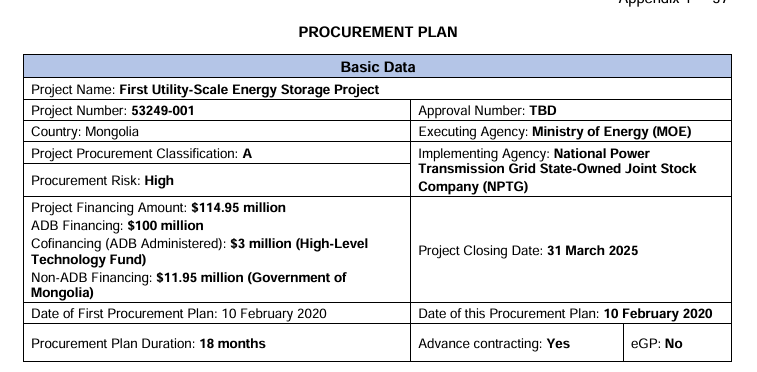 PROCUREMENT PLAN
Basic Data
Project Name: First Utility-Scale Energy Storage Project
Project Number: 53249-001
Approval Number: TBD
Country: Mongolia
Executing Agency: Ministry of Energy (MOE)
Project Procurement Classification: A
Implementing Agency: National Power
Transmission Grid State-Owned Joint Stock
Company (NPTG)
Procurement Risk: High
Project Financing Amount: $114.95 million
ADB Financing: $100 million
Cofinancing (ADB Administered): $3 million (High-Level
Technology Fund)
Non-ADB Financing: $11.95 million (Government of
Mongolia)
Project Closing Date: 31 March 2025
Date of First Procurement Plan: 10 February 2020
Date of this Procurement Plan: 10 February 2020
Procurement Plan Duration: 18 months
Advance contracting: Yes
eGP: No